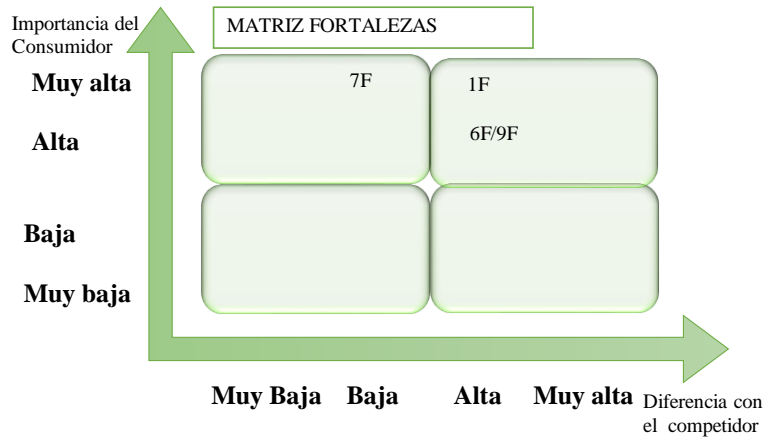 Importancia del
Consumidor
MATRIZ FORTALEZAS
Muy alta
7F
1F
Alta
6F/9F
Baja
Muy baja
Muy Baja
Baja
Alta
Muy alta
Diferencia con
el competidor